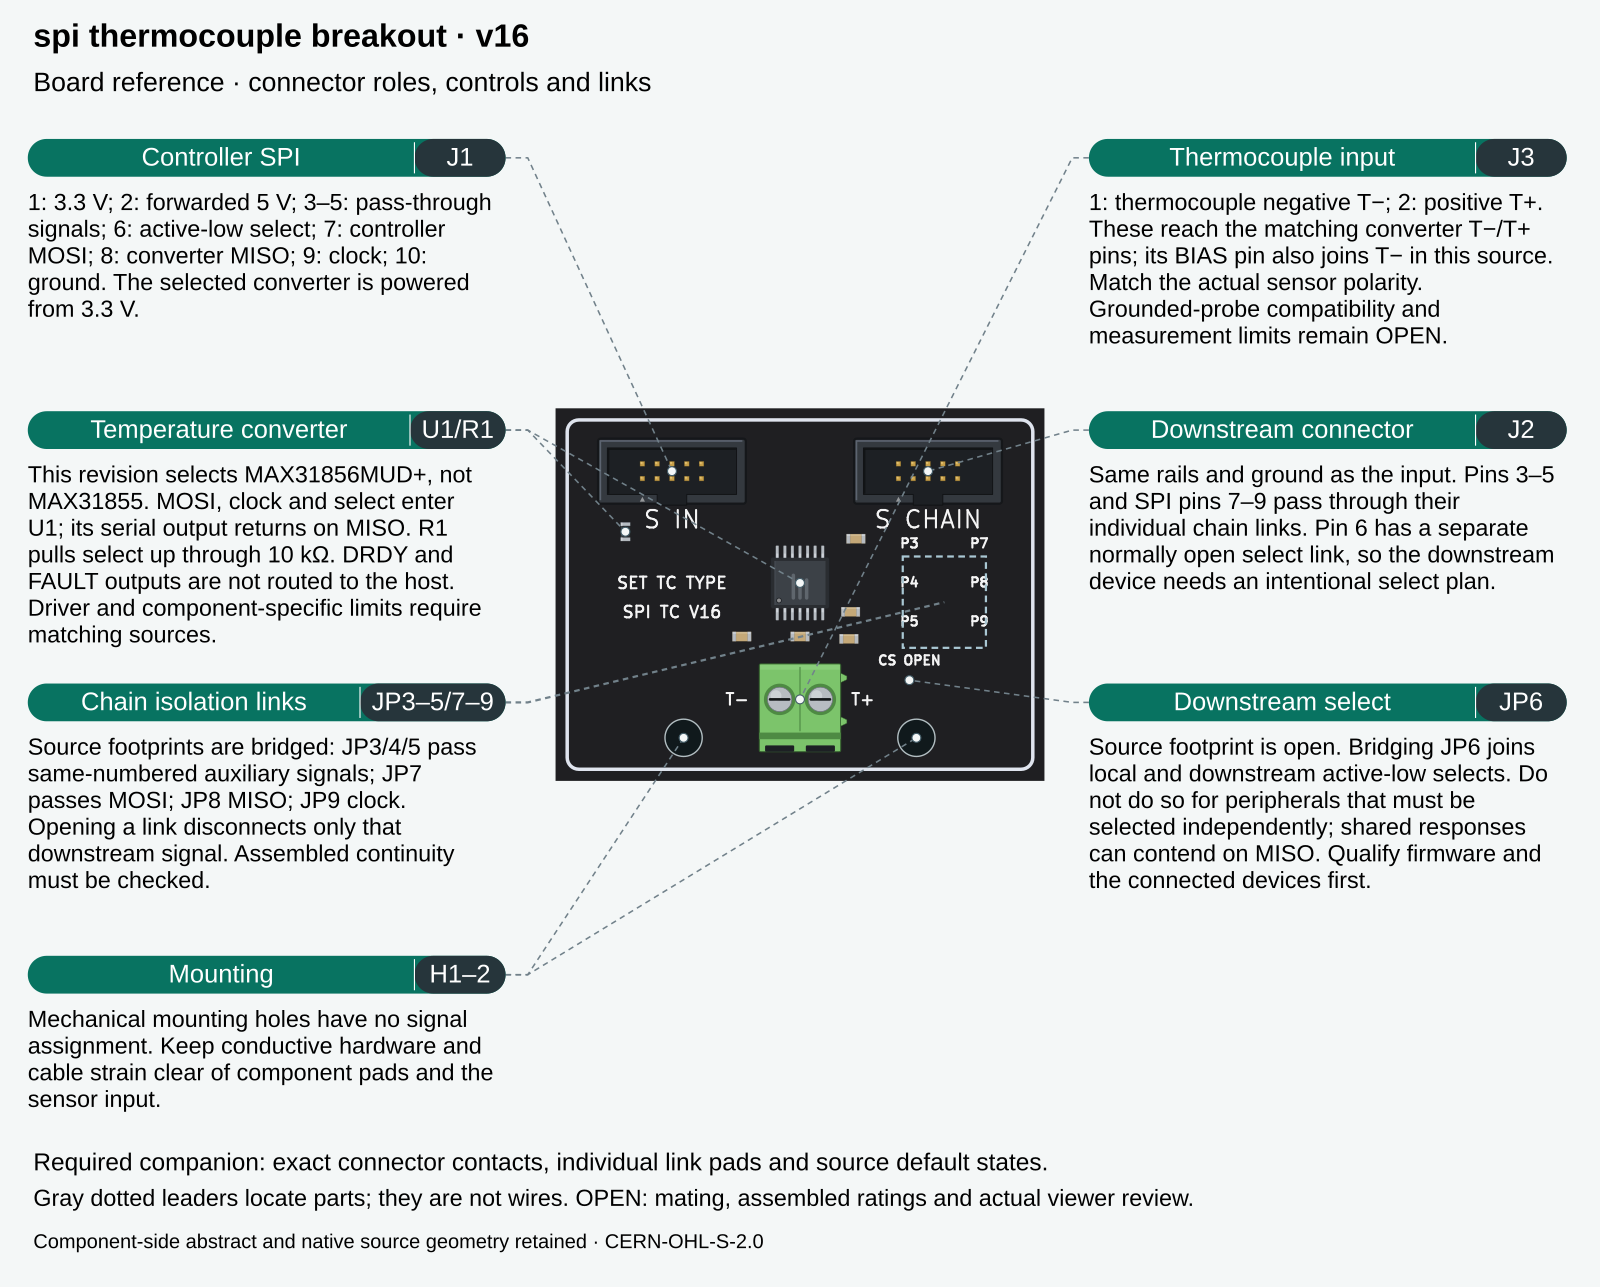 spi thermocouple breakout · v16
Board reference · connector roles, controls and links
Controller SPI J1
1: 3.3 V; 2: forwarded 5 V; 3–5: pass-through
signals; 6: active-low select; 7: controller
MOSI; 8: converter MISO; 9: clock; 10:
ground. The selected converter is powered
from 3.3 V.
Thermocouple input J3
1: thermocouple negative T−; 2: positive T+.
These reach the matching converter T−/T+
pins; its BIAS pin also joins T− in this source.
Match the actual sensor polarity.
Grounded-probe compatibility and
measurement limits remain OPEN.
Temperature converter U1/R1
This revision selects MAX31856MUD+, not
MAX31855. MOSI, clock and select enter
U1; its serial output returns on MISO. R1
pulls select up through 10 kΩ. DRDY and
FAULT outputs are not routed to the host.
Driver and component-specific limits require
matching sources.
Downstream connector J2
Same rails and ground as the input. Pins 3–5
and SPI pins 7–9 pass through their
individual chain links. Pin 6 has a separate
normally open select link, so the downstream
device needs an intentional select plan.
S IN
S CHAIN
P3 P7
SET TC TYPE
P4 P8
SPI TC V16
P5 P9
CS OPEN
T− T+
Chain isolation links JP3–5/7–9
Source footprints are bridged: JP3/4/5 pass
same-numbered auxiliary signals; JP7
passes MOSI; JP8 MISO; JP9 clock.
Opening a link disconnects only that
downstream signal. Assembled continuity
must be checked.
Downstream select JP6
Source footprint is open. Bridging JP6 joins
local and downstream active-low selects. Do
not do so for peripherals that must be
selected independently; shared responses
can contend on MISO. Qualify firmware and
the connected devices first.
Mounting H1–2
Mechanical mounting holes have no signal
assignment. Keep conductive hardware and
cable strain clear of component pads and the
sensor input.
Required companion: exact connector contacts, individual link pads and source default states.
Gray dotted leaders locate parts; they are not wires. OPEN: mating, assembled ratings and actual viewer review.
Component-side abstract and native source geometry retained · CERN-OHL-S-2.0